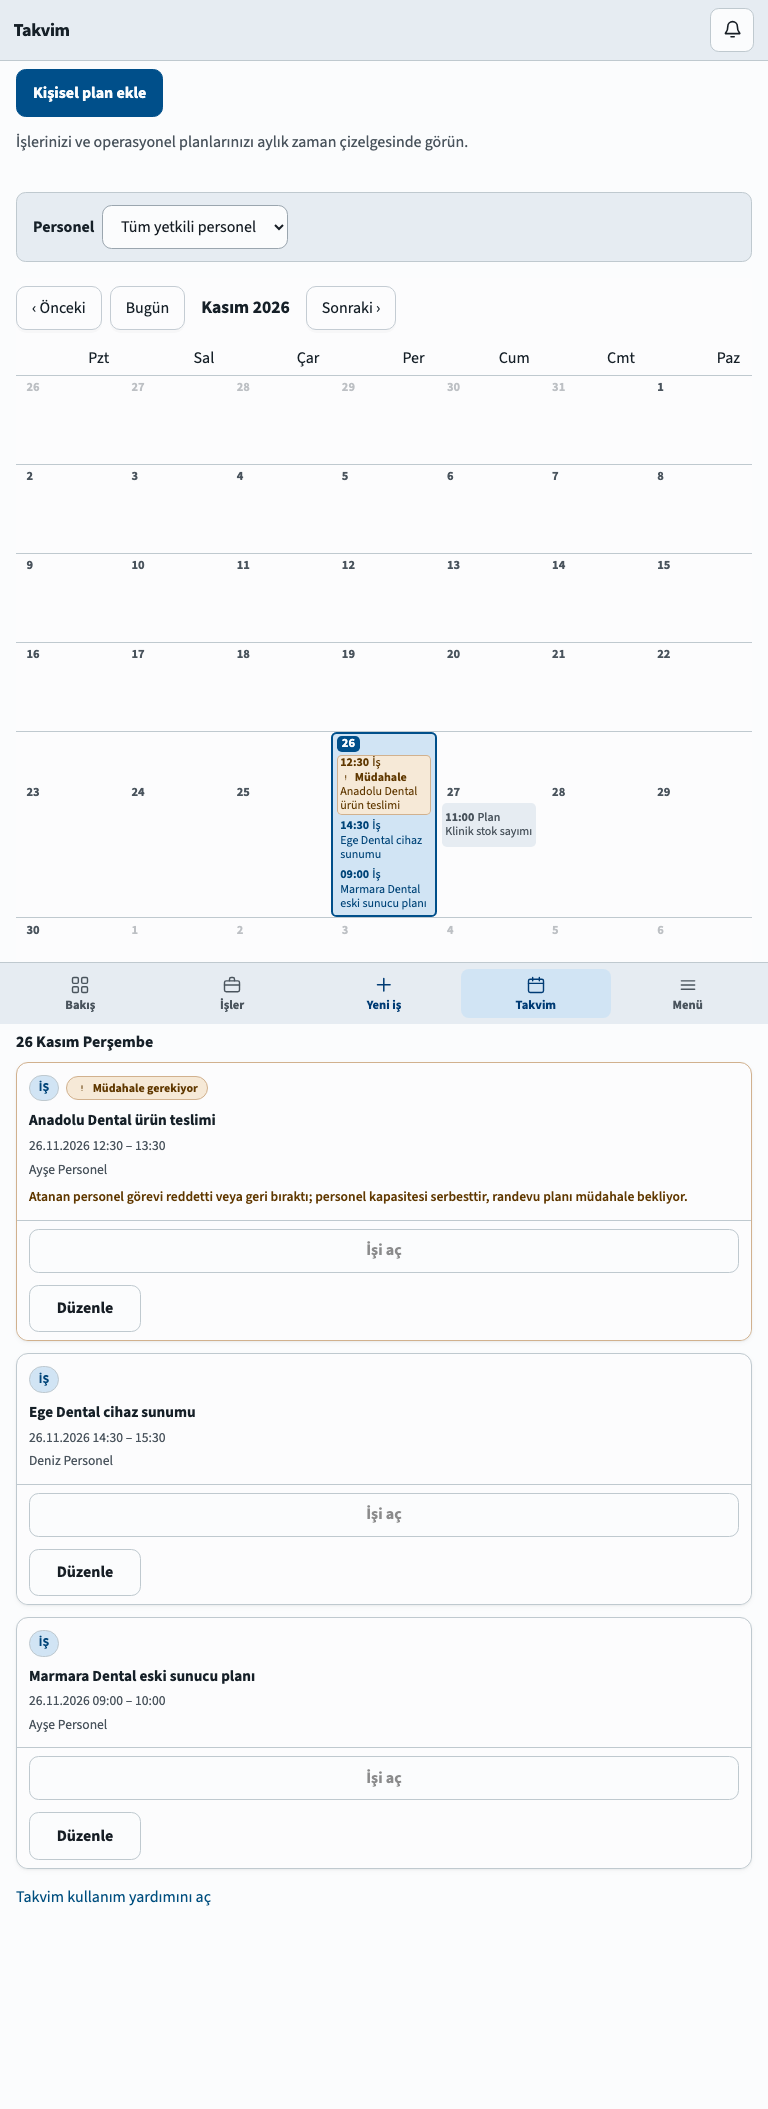 Takvim
Kişisel plan ekle
İşlerinizi ve operasyonel planlarınızı aylık zaman çizelgesinde görün.
Personel Tüm yetkili personel
‹ Önceki Bugün Kasım 2026 Sonraki ›
Pzt Sal Çar Per Cum Cmt Paz
26 27 28 29 30 31 1
2 3 4 5 6 7 8
9 10 11 12 13 14 15
16 17 18 19 20 21 22
23 24 25 26 27 28 29
12:30 İş
! Müdahale
Anadolu Dental
ürün teslimi
14:30 İş
Ege Dental cihaz
sunumu
09:00 İş
Marmara Dental
eski sunucu planı
11:00 Plan
Klinik stok sayımı
30 1 2 3 4 5 6
Bakış İşler Yeni iş Takvim Menü
26 Kasım Perşembe
İŞ ! Müdahale gerekiyor
Anadolu Dental ürün teslimi
26.11.2026 12:30 – 13:30
Ayşe Personel
Atanan personel görevi reddetti veya geri bıraktı; personel kapasitesi serbesttir, randevu planı müdahale bekliyor.
İşi aç
Düzenle
İŞ
Ege Dental cihaz sunumu
26.11.2026 14:30 – 15:30
Deniz Personel
İşi aç
Düzenle
İŞ
Marmara Dental eski sunucu planı
26.11.2026 09:00 – 10:00
Ayşe Personel
İşi aç
Düzenle
Takvim kullanım yardımını aç